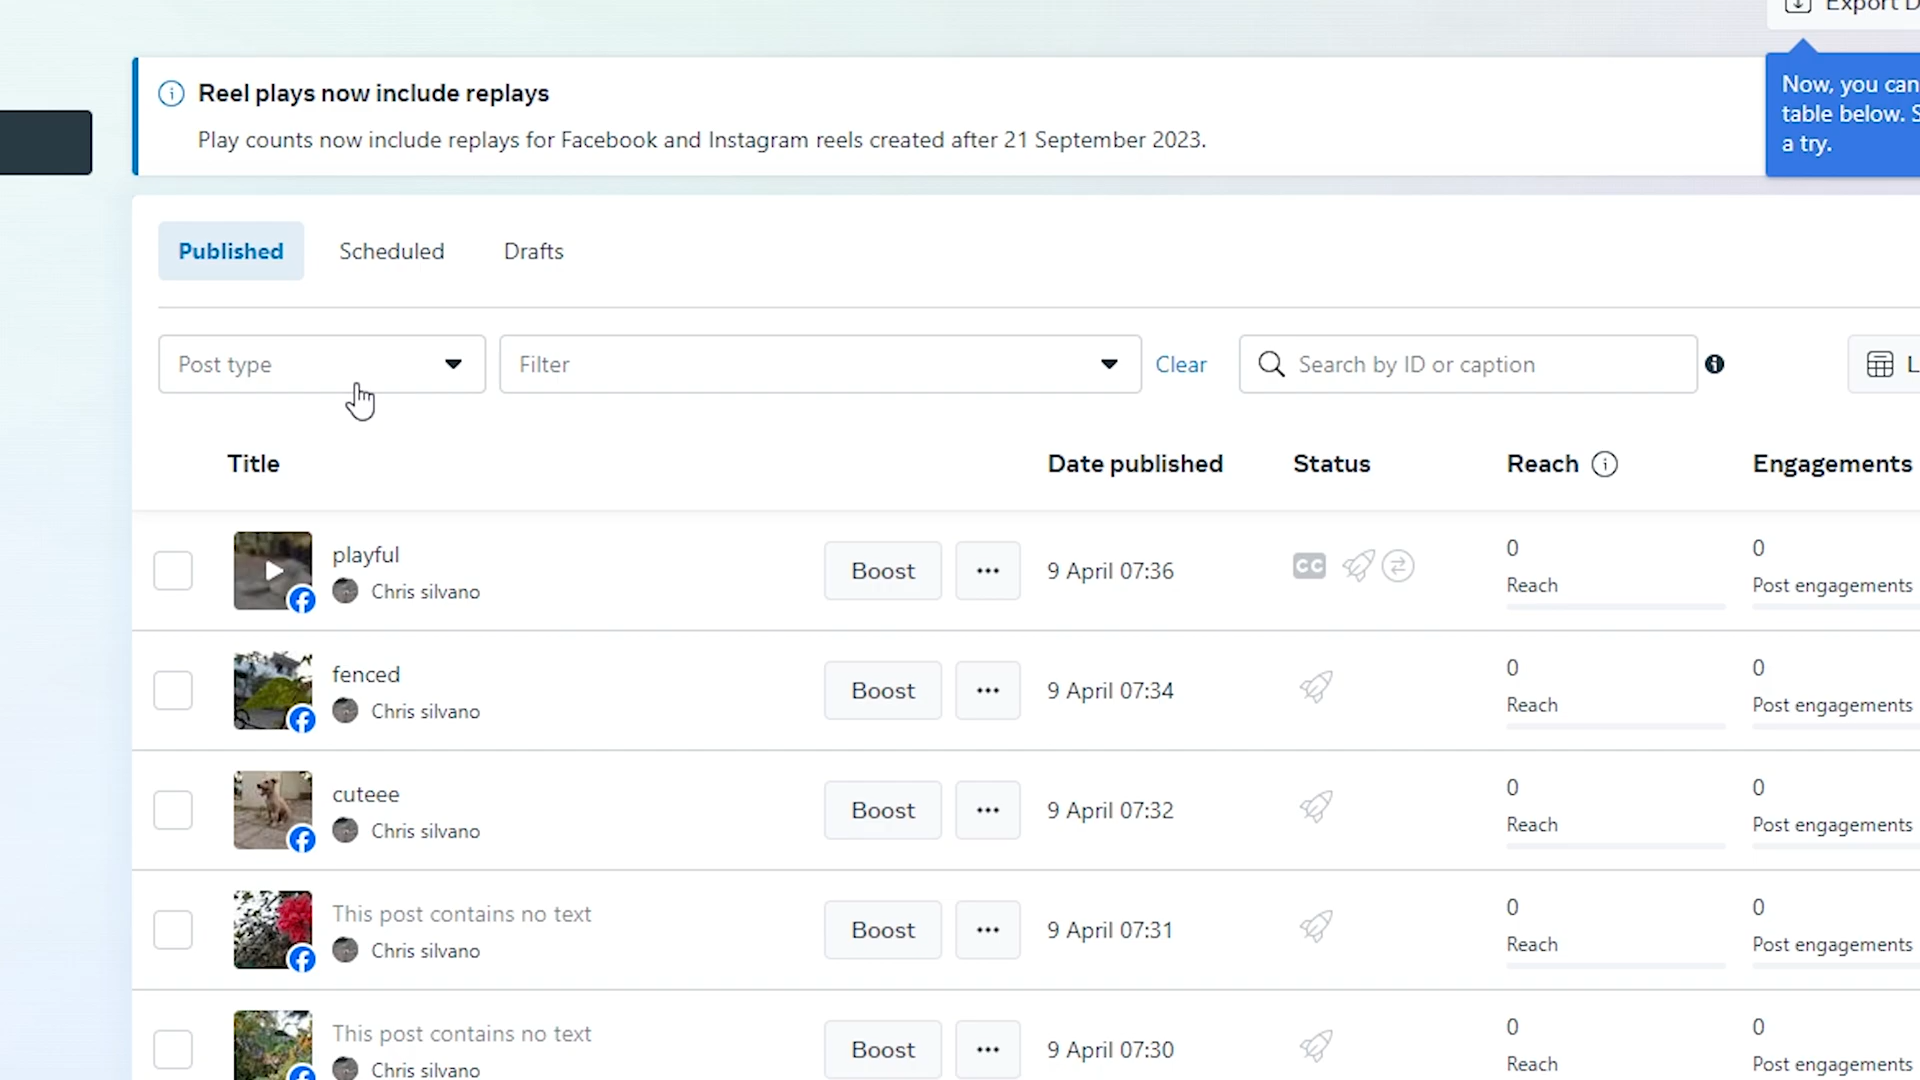 Export D
Reel plays now include replays
Play counts now include replays for Facebook and Instagram reels created after 21 September 2023.
Now, you can
table below. S
a try.
Published Scheduled Drafts
Post type Filter Clear Search by ID or caption L
Title Date published Status Reach Engagements
playful
Chris silvano
Boost ••• 9 April 07:36 CC
0
Reach
0
Post engagements
fenced
Chris silvano
Boost ••• 9 April 07:34
0
Reach
0
Post engagements
cuteee
Chris silvano
Boost ••• 9 April 07:32
0
Reach
0
Post engagements
This post contains no text
Chris silvano
Boost ••• 9 April 07:31
0
Reach
0
Post engagements
This post contains no text
Chris silvano
Boost ••• 9 April 07:30
0
Reach
0
Post engagements